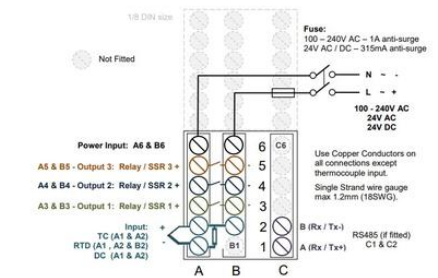 1/8 DIN size
Fuse:
100 – 240V AC – 1A anti-surge
24V AC / DC – 315mA anti-surge
Not Fitted
N ~ -
L ~ +
100 - 240V AC
24V AC
24V DC
Power Input: A6 & B6
6
C6
A5 & B5 - Output 3: Relay / SSR 3 +
5
-
A4 & B4 - Output 2: Relay / SSR 2 +
4
-
A3 & B3 - Output 1: Relay / SSR 1 +
3
-
Use Copper Conductors on
all connections except
thermocouple input.
Single Strand wire gauge
max 1.2mm (18SWG).
Input:
+
TC (A1 & A2)
RTD (A1 , A2 & B2)
DC (A1 & A2)
-
2
B1
1
B (Rx / Tx-)
A (Rx / Tx+)
RS485 (if fitted)
C1 & C2
A B C